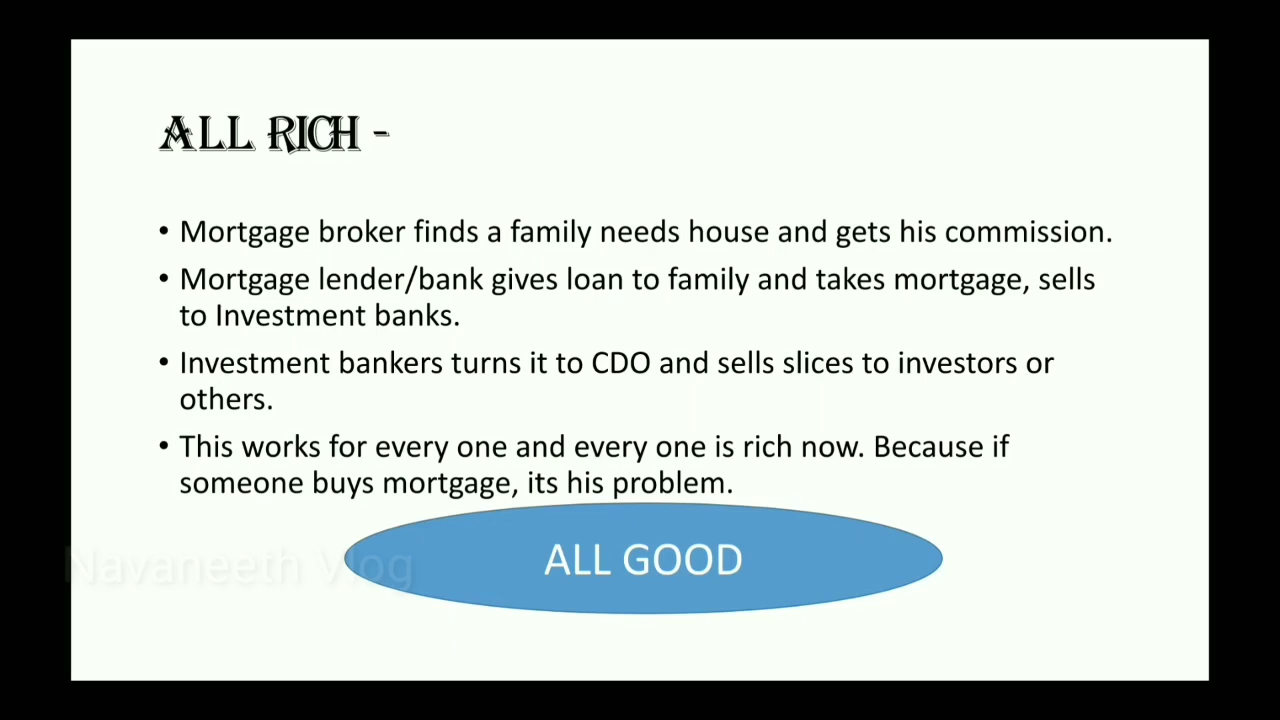 ALL RICH -
• Mortgage broker finds a family needs house and gets his commission.
• Mortgage lender/bank gives loan to family and takes mortgage, sells
to Investment banks.
• Investment bankers turns it to CDO and sells slices to investors or
others.
• This works for every one and every one is rich now. Because if
someone buys mortgage, its his problem.
ALL GOOD
Navaneeth Vlog